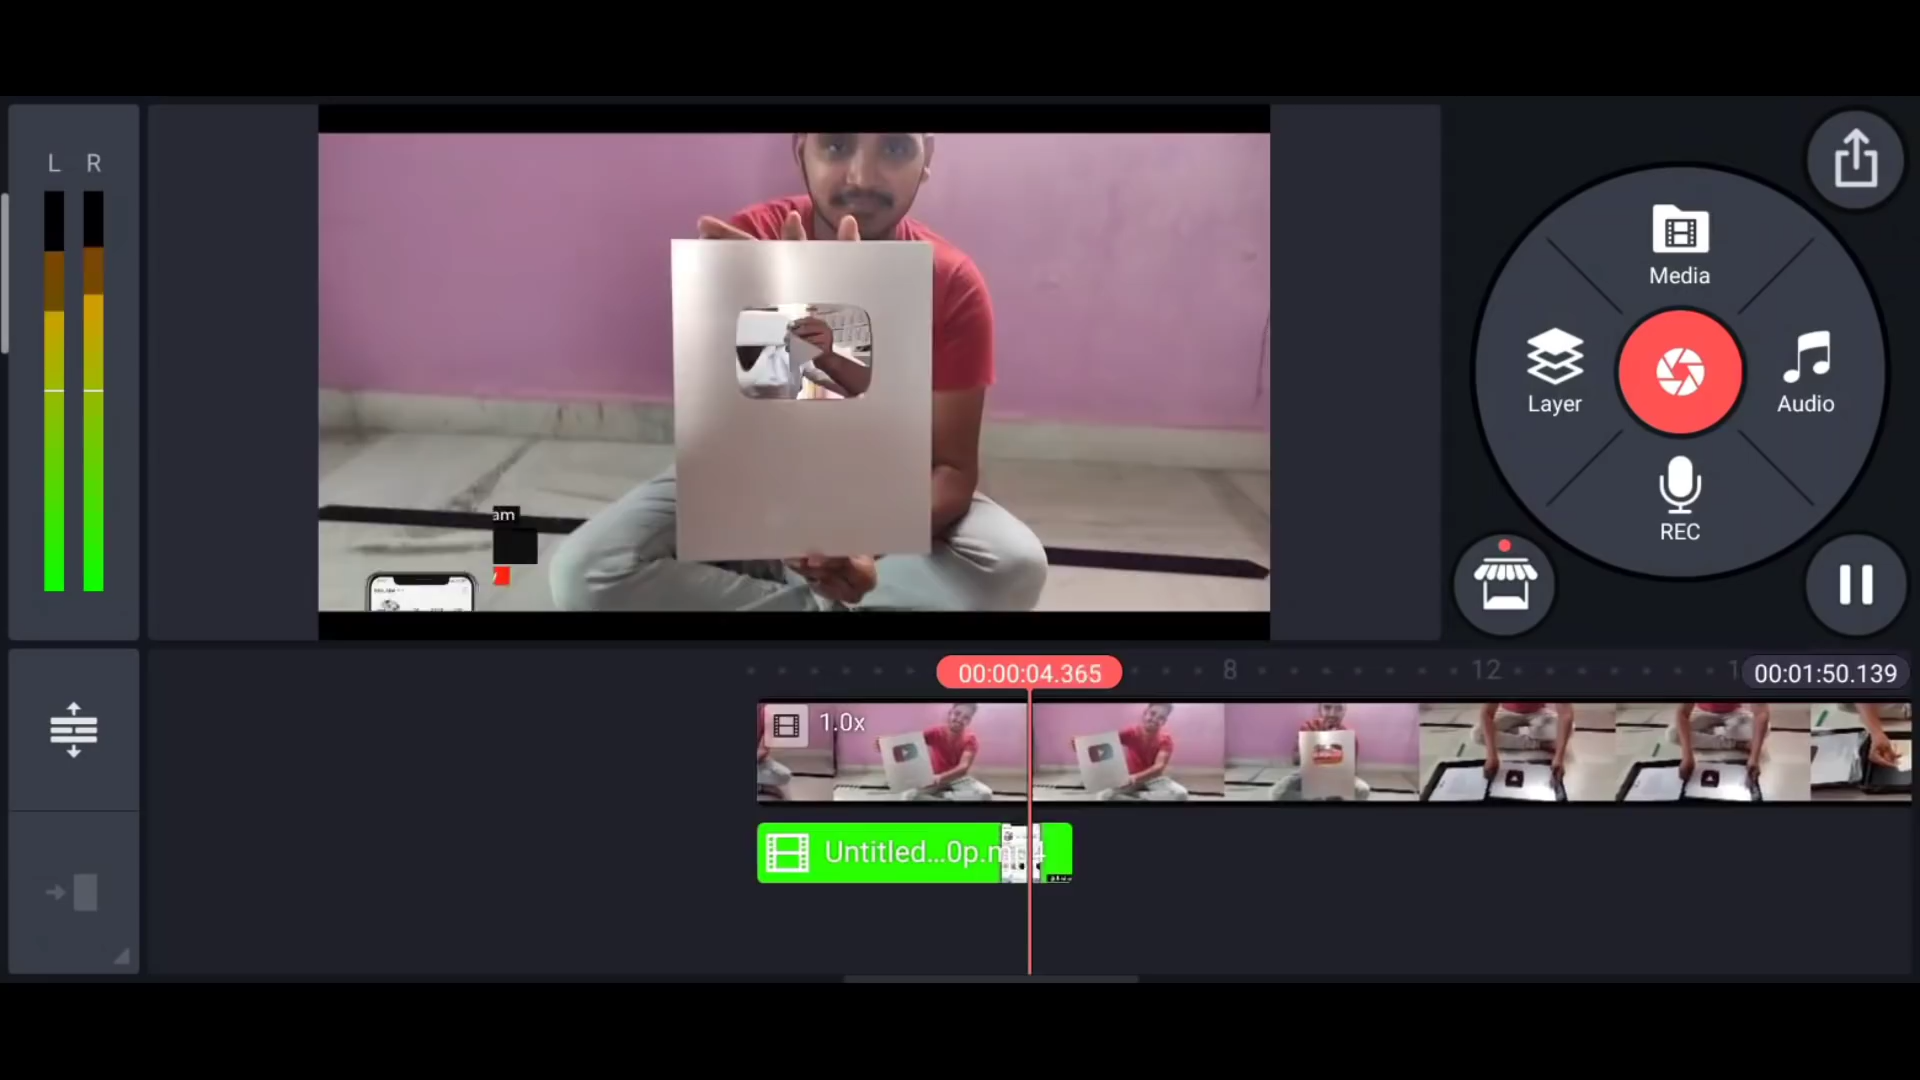 L R
Media
Layer
Audio
REC
am
00:00:04.365
8
12
00:01:50.139
1.0x
Untitled...0p.mp4